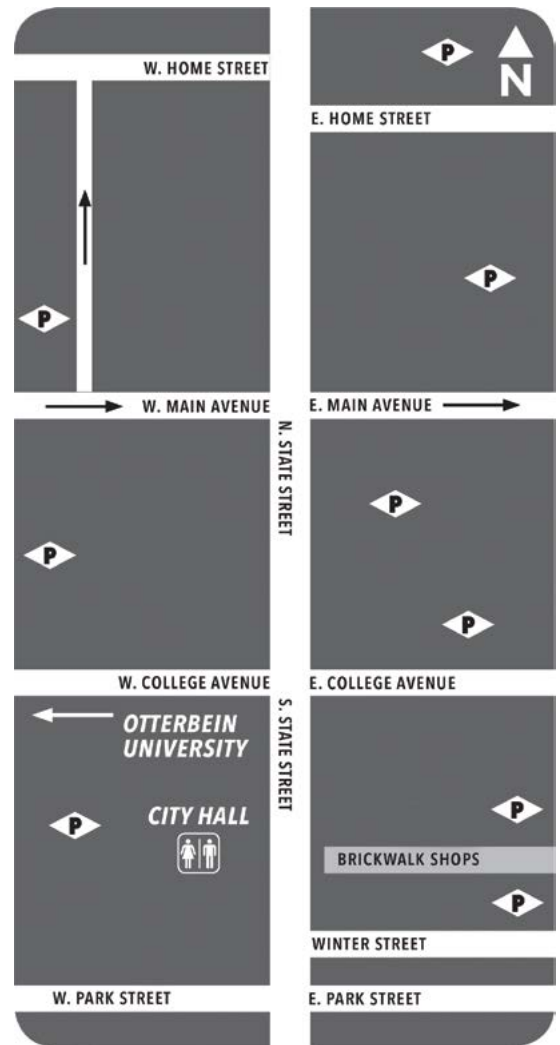 P
N
W. HOME STREET
E. HOME STREET
P
P
W. MAIN AVENUE
E. MAIN AVENUE
N. STATE STREET
P
P
P
W. COLLEGE AVENUE
E. COLLEGE AVENUE
S. STATE STREET
OTTERBEIN
UNIVERSITY
P
CITY HALL
P
BRICKWALK SHOPS
P
WINTER STREET
W. PARK STREET
E. PARK STREET